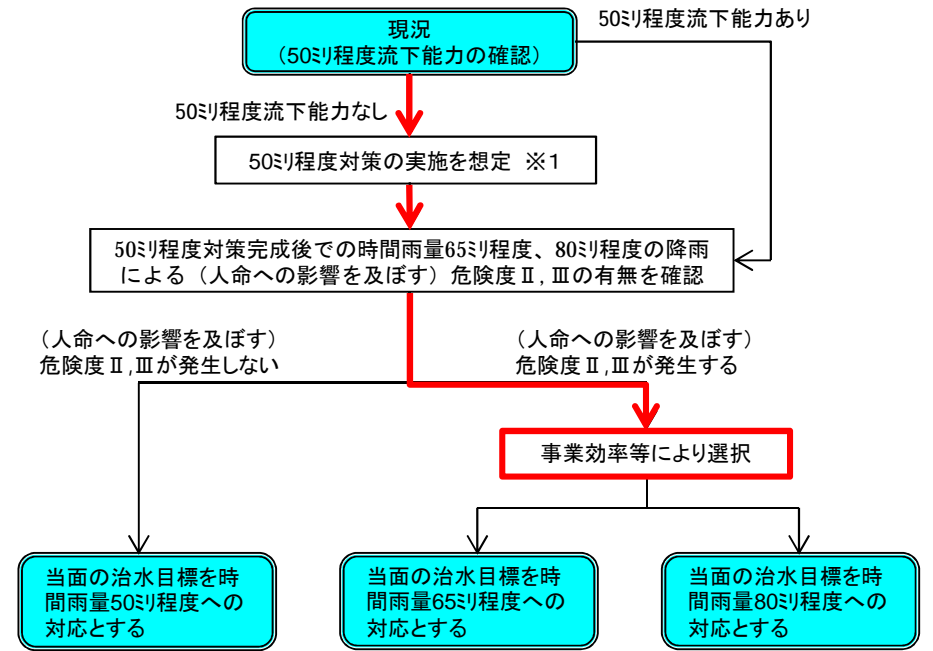 現況
(50ミリ程度流下能力の確認)
50ミリ程度流下能力あり
50ミリ程度流下能力なし
50ミリ程度対策の実施を想定 ※1
50ミリ程度対策完成後での時間雨量65ミリ程度、80ミリ程度の降雨
による（人命への影響を及ぼす）危険度Ⅱ,Ⅲの有無を確認
（人命への影響を及ぼす）
危険度Ⅱ,Ⅲが発生しない
（人命への影響を及ぼす）
危険度Ⅱ,Ⅲが発生する
事業効率等により選択
当面の治水目標を時
間雨量50ミリ程度への
対応とする
当面の治水目標を時
間雨量65ミリ程度への
対応とする
当面の治水目標を時
間雨量80ミリ程度への
対応とする